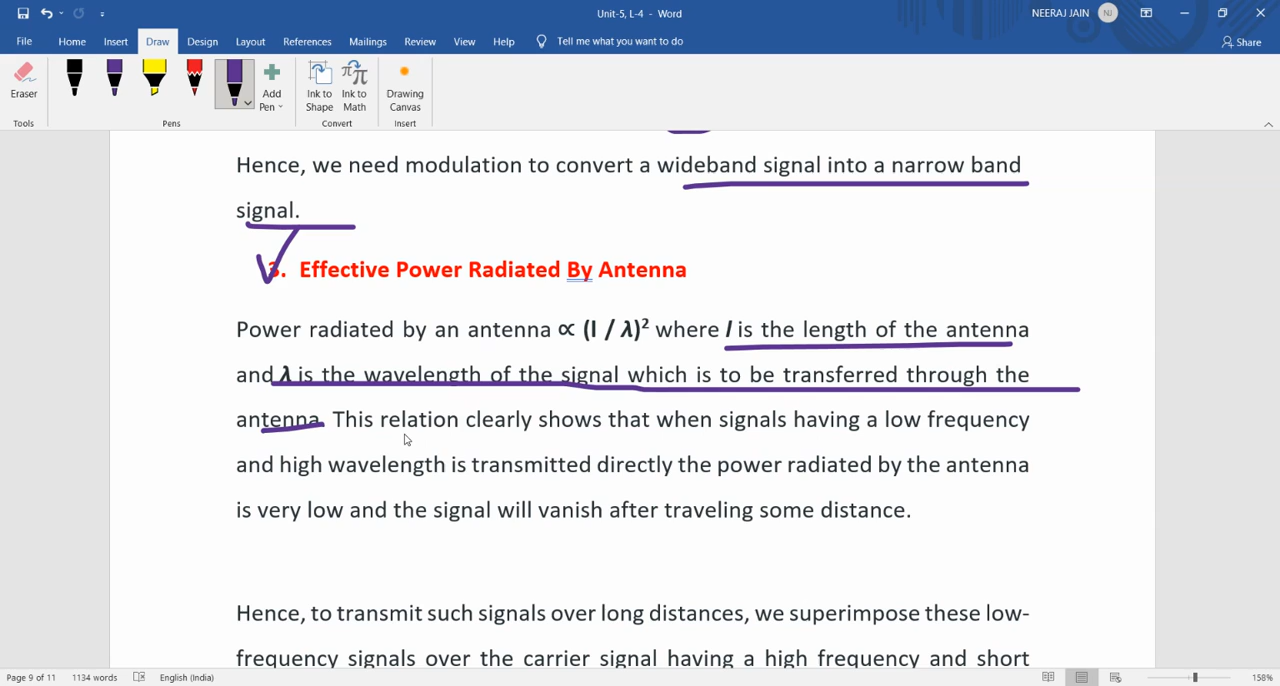 Unit-5, L-4 - Word
NEERAJ JAIN NJ
File Home Insert Draw Design Layout References Mailings Review View Help Tell me what you want to do Share
Eraser
Add Pen
Ink to Shape
Ink to Math
Drawing Canvas
Tools Pens Convert Insert
Hence, we need modulation to convert a wideband signal into a narrow band
signal.
3. Effective Power Radiated By Antenna
Power radiated by an antenna ∝ (l / λ)² where l is the length of the antenna
and λ is the wavelength of the signal which is to be transferred through the
antenna. This relation clearly shows that when signals having a low frequency
and high wavelength is transmitted directly the power radiated by the antenna
is very low and the signal will vanish after traveling some distance.
Hence, to transmit such signals over long distances, we superimpose these low-
frequency signals over the carrier signal having a high frequency and short
Page 9 of 11 1134 words English (India) 158%